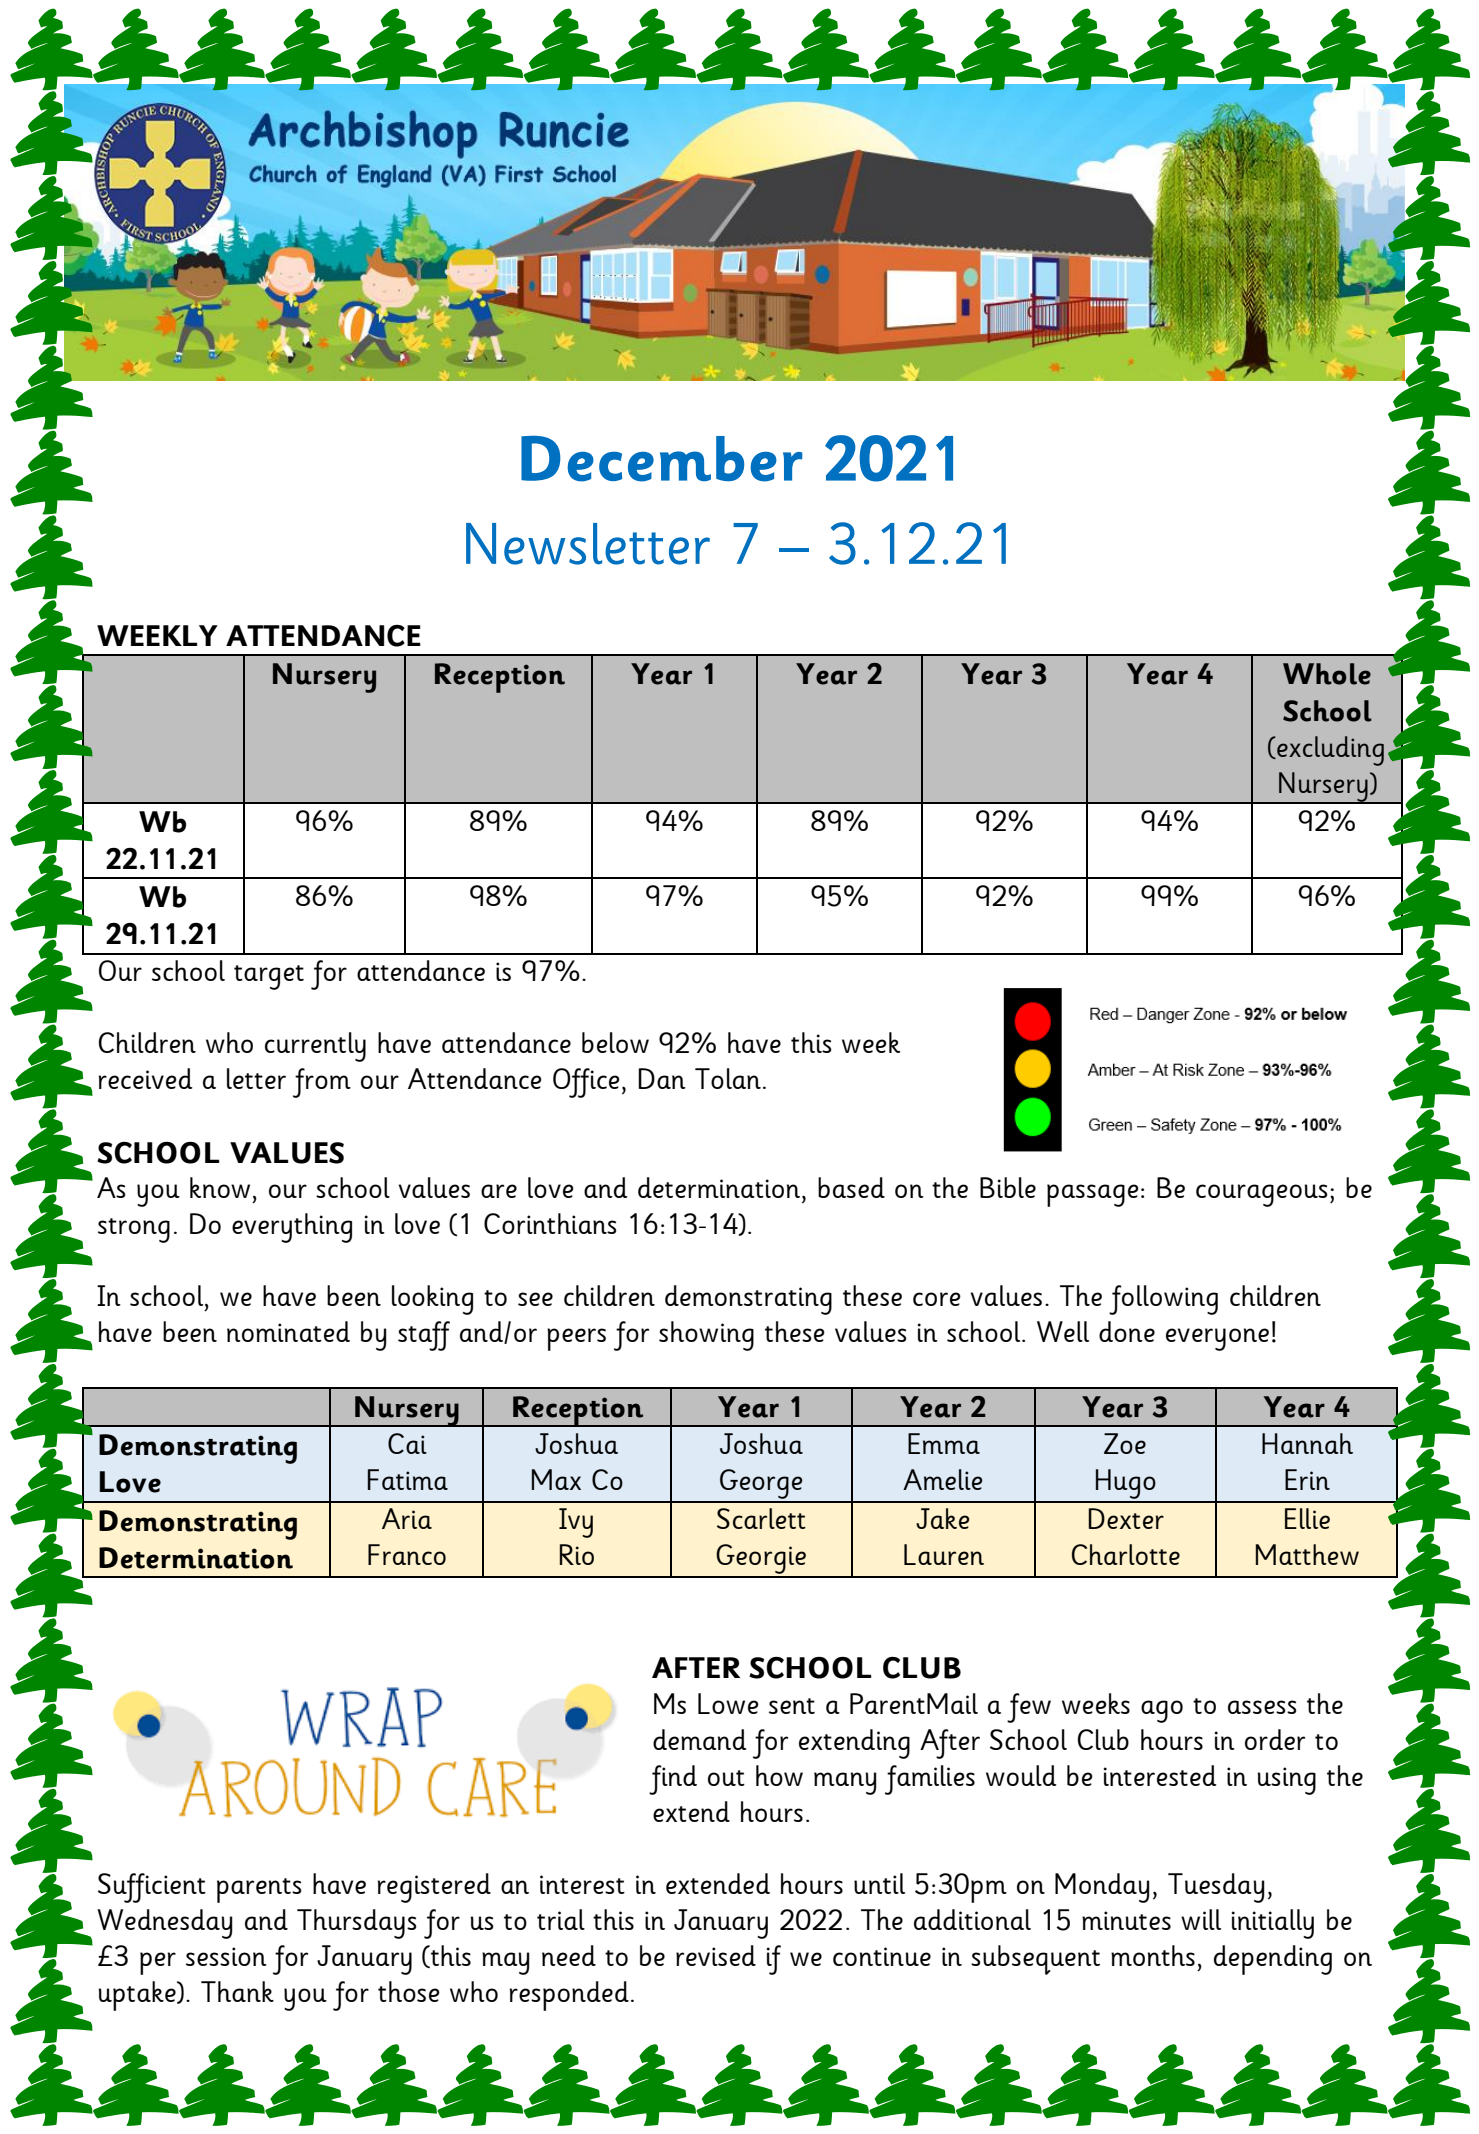 ARCHBISHOP RUNCIE CHURCH OF ENGLAND
• FIRST SCHOOL •
Archbishop Runcie
Church of England (VA) First School
December 2021
Newsletter 7 – 3.12.21
WEEKLY ATTENDANCE
Nursery Reception Year 1 Year 2 Year 3 Year 4 Whole
School
(excluding
Nursery)
Wb 96% 89% 94% 89% 92% 94% 92%
22.11.21
Wb 86% 98% 97% 95% 92% 99% 96%
29.11.21
Our school target for attendance is 97%.
Children who currently have attendance below 92% have this week
received a letter from our Attendance Office, Dan Tolan.
Red – Danger Zone - 92% or below
Amber – At Risk Zone – 93%-96%
Green – Safety Zone – 97% - 100%
SCHOOL VALUES
As you know, our school values are love and determination, based on the Bible passage: Be courageous; be
strong. Do everything in love (1 Corinthians 16:13-14).
In school, we have been looking to see children demonstrating these core values. The following children
have been nominated by staff and/or peers for showing these values in school. Well done everyone!
Nursery Reception Year 1 Year 2 Year 3 Year 4
Demonstrating Cai Joshua Joshua Emma Zoe Hannah
Love Fatima Max Co George Amelie Hugo Erin
Demonstrating Aria Ivy Scarlett Jake Dexter Ellie
Determination Franco Rio Georgie Lauren Charlotte Matthew
WRAP
AROUND CARE
AFTER SCHOOL CLUB
Ms Lowe sent a ParentMail a few weeks ago to assess the
demand for extending After School Club hours in order to
find out how many families would be interested in using the
extend hours.
Sufficient parents have registered an interest in extended hours until 5:30pm on Monday, Tuesday,
Wednesday and Thursdays for us to trial this in January 2022. The additional 15 minutes will initially be
£3 per session for January (this may need to be revised if we continue in subsequent months, depending on
uptake). Thank you for those who responded.